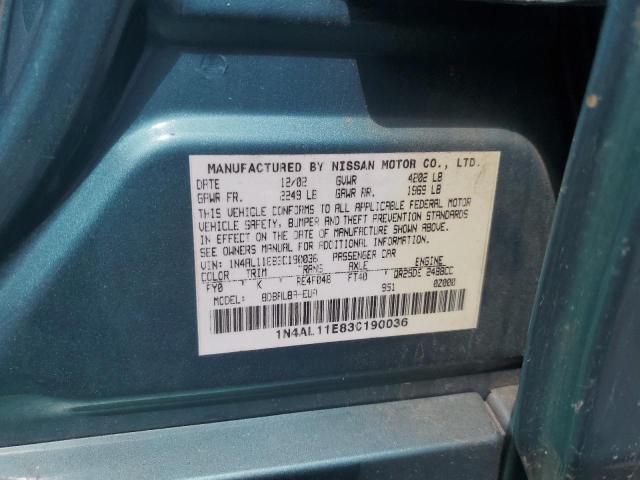 MANUFACTURED BY NISSAN MOTOR CO., LTD.
DATE 12/02 GVWR 4202 LB
GAWR FR. 2249 LB GAWR RR. 1969 LB
THIS VEHICLE CONFORMS TO ALL APPLICABLE FEDERAL MOTOR
VEHICLE SAFETY, BUMPER AND THEFT PREVENTION STANDARDS
IN EFFECT ON THE DATE OF MANUFACTURE SHOWN ABOVE.
SEE OWNERS MANUAL FOR ADDITIONAL INFORMATION
VIN: 1N4AL11E83C190036 PASSENGER CAR
COLOR TRIM TRANS AXLE ENGINE
FY0 K RE4F04B FT40 QR25DE 2488CC
MODEL: 951 0Z000
1N4AL11E83C190036